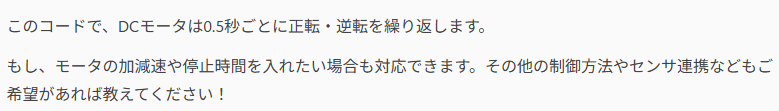 このコードで、DCモータは0.5秒ごとに正転・逆転を繰り返します。
もし、モータの加減速や停止時間を入れたい場合も対応できます。その他の制御方法やセンサ連携などもご
希望があれば教えてください！